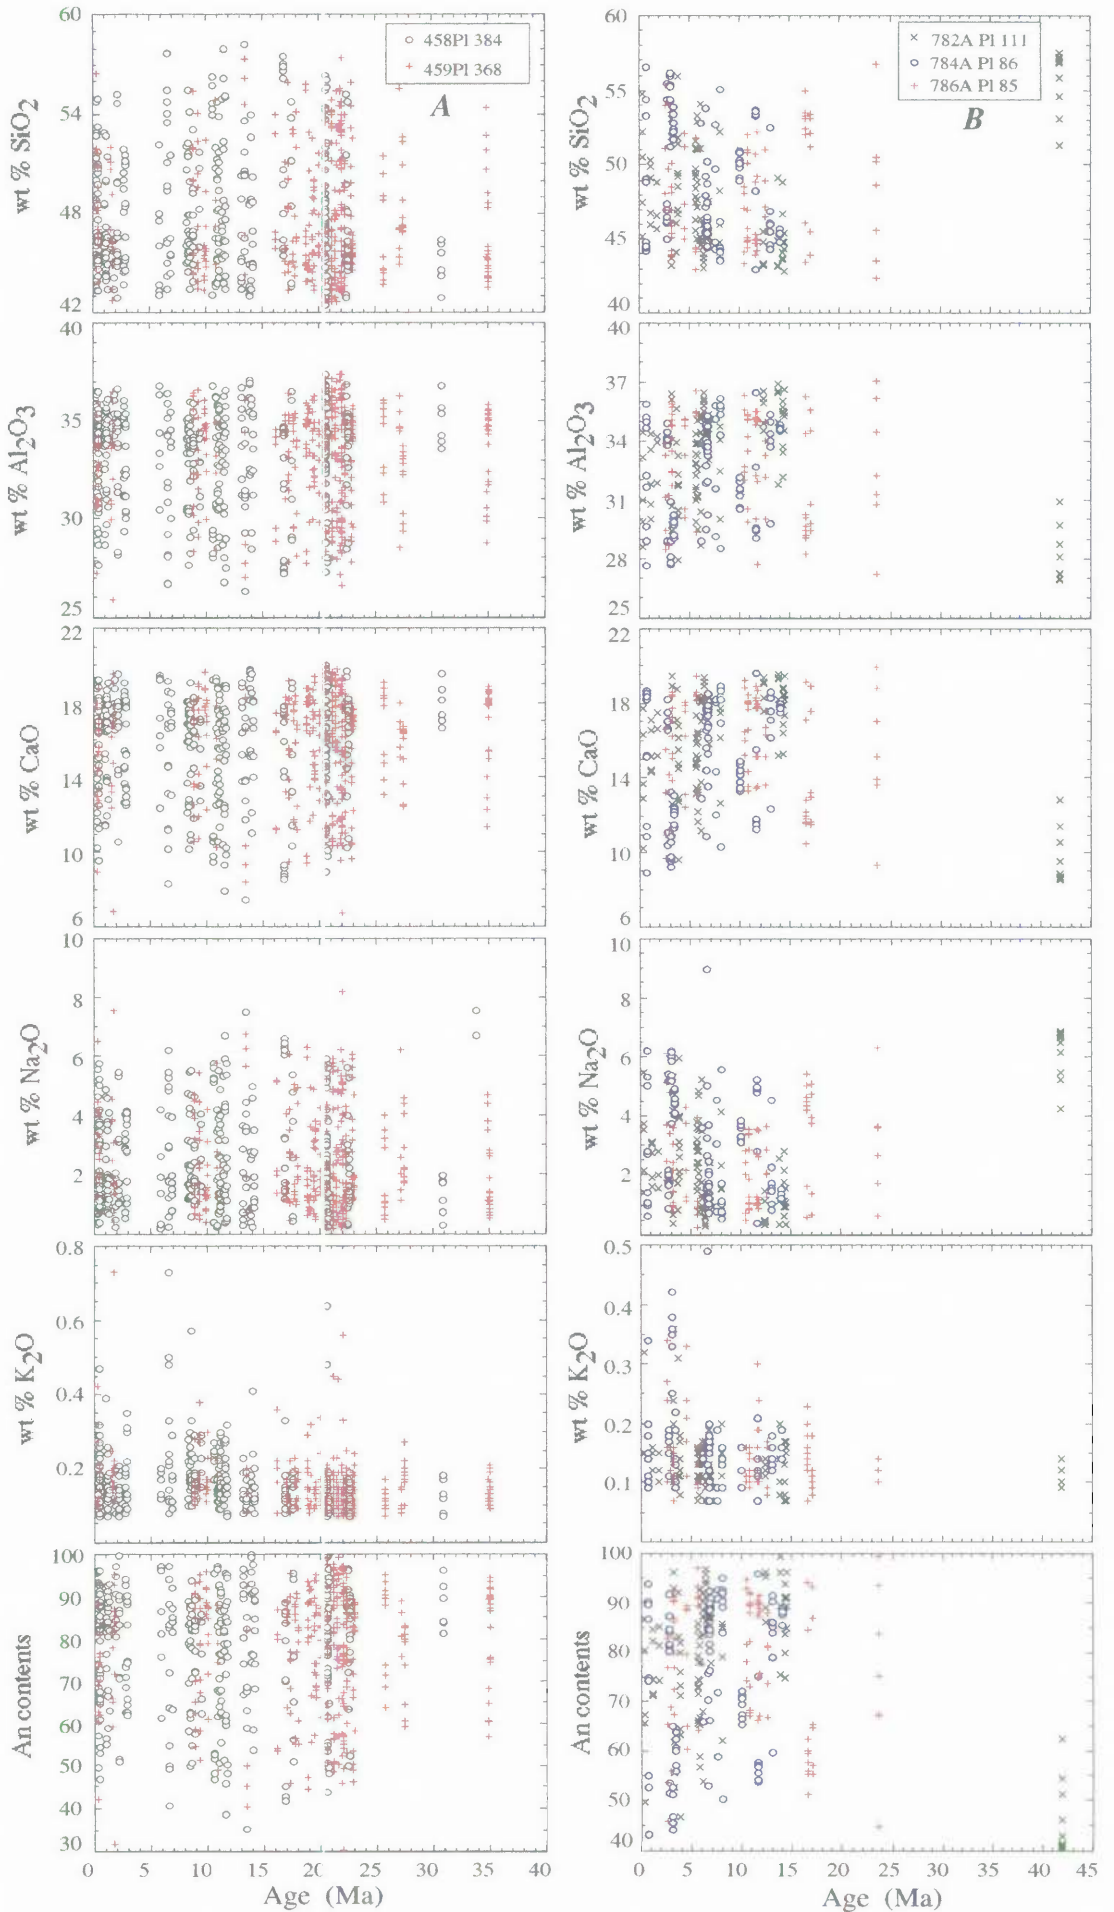 458Pl 384
459Pl 368
A
wt % SiO2
60
54
48
42
wt % Al2O3
40
35
30
25
wt % CaO
22
18
14
10
6
wt % Na2O
10
8
6
4
2
wt % K2O
0.8
0.6
0.4
0.2
An contents
100
90
80
70
60
50
40
30
0 5 10 15 20 25 30 35 40
Age (Ma)
782A Pl 111
784A Pl 86
786A Pl 85
B
wt % SiO2
60
55
50
45
40
wt % Al2O3
40
37
34
31
28
25
wt % CaO
22
18
14
10
6
wt % Na2O
10
8
6
4
2
wt % K2O
0.5
0.4
0.3
0.2
0.1
An contents
100
90
80
70
60
50
40
0 5 10 15 20 25 30 35 40 45
Age (Ma)